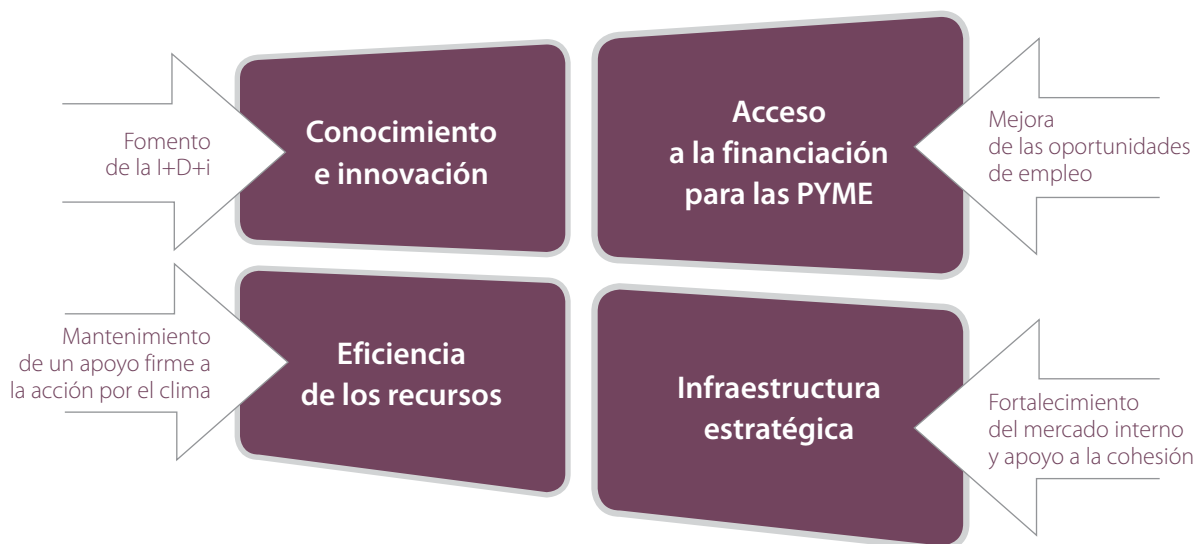 Fomento
de la I+D+i
Conocimiento
e innovación
Acceso
a la financiación
para las PYME
Mejora
de las oportunidades
de empleo
Mantenimiento
de un apoyo firme a
la acción por el clima
Eficiencia
de los recursos
Infraestructura
estratégica
Fortalecimiento
del mercado interno
y apoyo a la cohesión